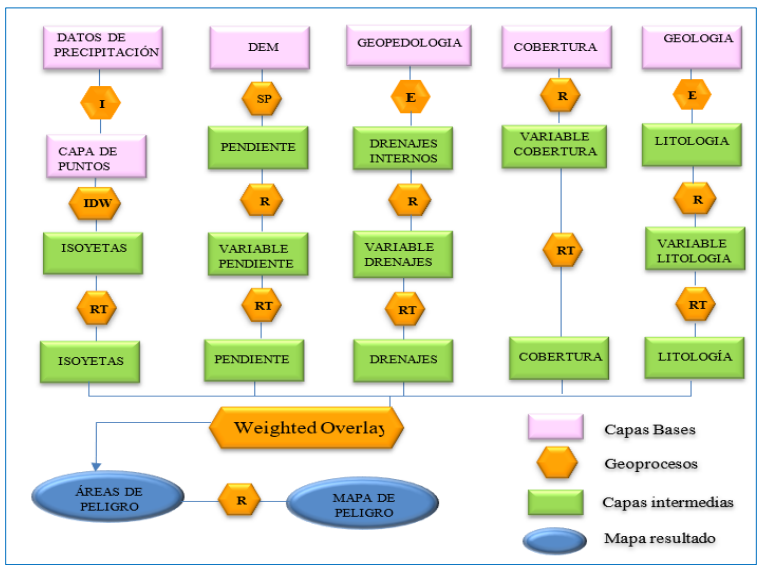 DATOS DE
PRECIPITACIÓN
DEM
GEOPEDOLOGIA
COBERTURA
GEOLOGIA
I
SP
E
R
E
CAPA DE
PUNTOS
PENDIENTE
DRENAJES
INTERNOS
VARIABLE
COBERTURA
LITOLOGIA
IDW
R
R
R
ISOYETAS
VARIABLE
PENDIENTE
VARIABLE
DRENAJES
RT
VARIABLE
LITOLOGIA
RT
RT
RT
RT
ISOYETAS
PENDIENTE
DRENAJES
COBERTURA
LITOLOGÍA
Weighted Overlay
Capas Bases
Geoprocesos
ÁREAS DE
PELIGRO
R
MAPA DE
PELIGRO
Capas intermedias
Mapa resultado